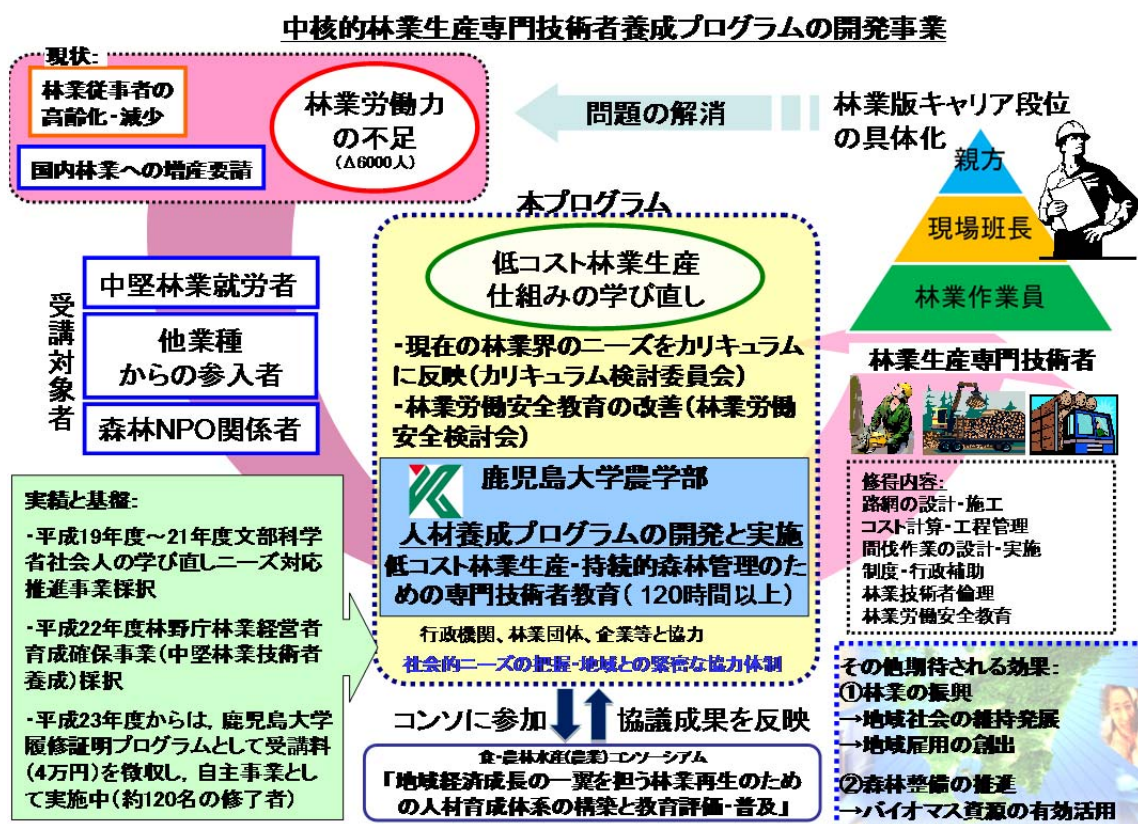 中核的林業生産専門技術者養成プログラムの開発事業
現状:
林業従事者の
高齢化・減少
国内林業への増産要請
林業労働力
の不足
(Δ6000人)
問題の解消
林業版キャリア段位
の具体化
親方
現場班長
林業作業員
受講対象者
中堅林業就労者
他業種
からの参入者
森林NPO関係者
本プログラム
低コスト林業生産
仕組みの学び直し
・現在の林業界のニーズをカリキュラム
に反映(カリキュラム検討委員会)
・林業労働安全教育の改善(林業労働
安全検討会)
鹿児島大学農学部
人材養成プログラムの開発と実施
低コスト林業生産・持続的森林管理のた
めの専門技術者教育( 120時間以上)
行政機関、林業団体、企業等と協力
社会的ニーズの把握・地域との緊密な協力体制
林業生産専門技術者
修得内容:
路網の設計・施工
コスト計算・工程管理
間伐作業の設計・実施
制度・行政補助
林業技術者倫理
林業労働安全教育
実績と基盤:
・平成19年度～21年度文部科学
省社会人の学び直しニーズ対応
推進事業採択
・平成22年度林野庁林業経営者
育成確保事業(中堅林業技術者
養成)採択
・平成23年度からは，鹿児島大学
履修証明プログラムとして受講料
(4万円)を徴収し，自主事業とし
て実施中(約120名の修了者)
コンソに参加
協議成果を反映
食・農林水産(農業)コンソーシアム
「地域経済成長の一翼を担う林業再生のため
の人材育成体系の構築と教育評価・普及」
その他期待される効果:
①林業の振興
→地域社会の維持発展
→地域雇用の創出
②森林整備の推進
→バイオマス資源の有効活用